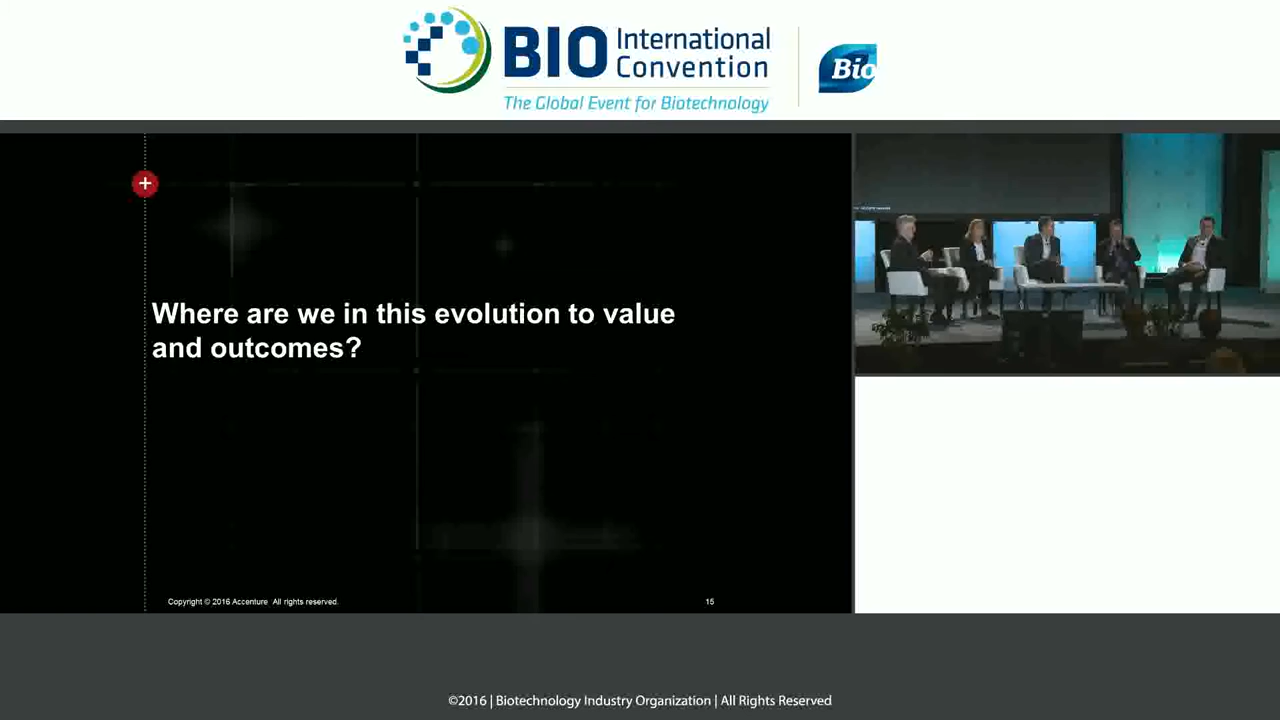 BIO International
Convention
The Global Event for Biotechnology
Bio
Where are we in this evolution to value
and outcomes?
Copyright © 2016 Accenture All rights reserved.
15
©2016 | Biotechnology Industry Organization | All Rights Reserved